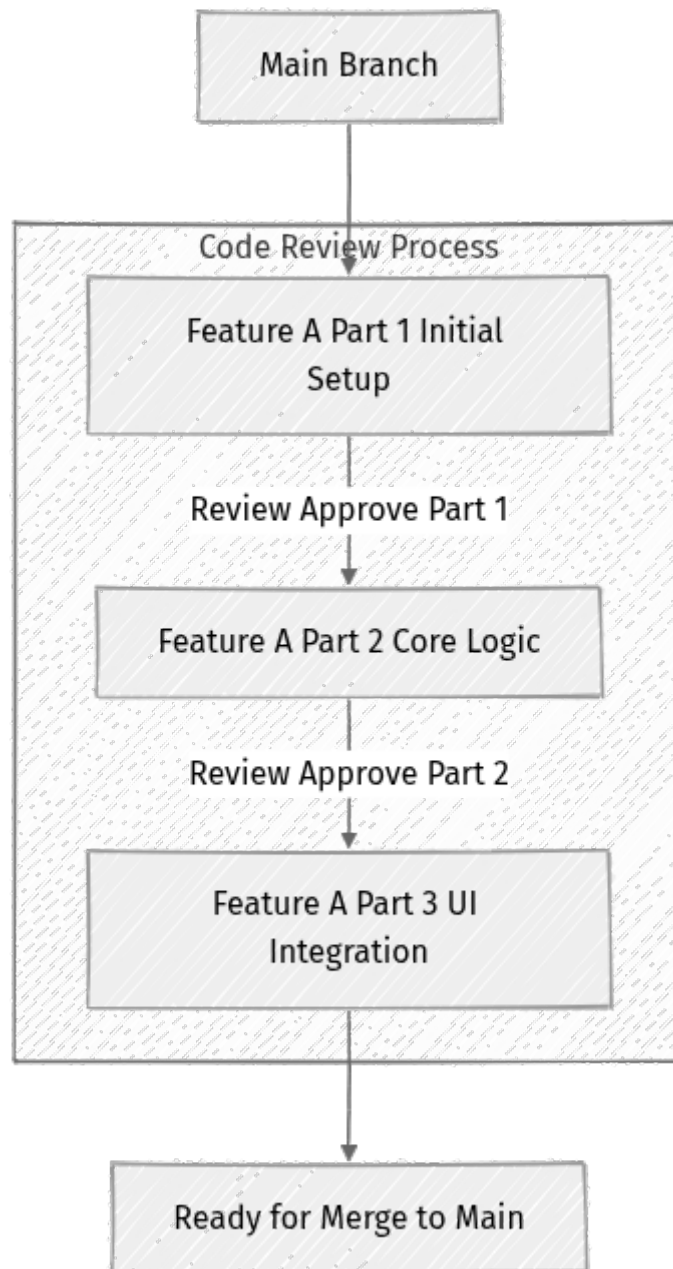 Main Branch
Code Review Process
Feature A Part 1 Initial
Setup
Review Approve Part 1
Feature A Part 2 Core Logic
Review Approve Part 2
Feature A Part 3 UI
Integration
Ready for Merge to Main